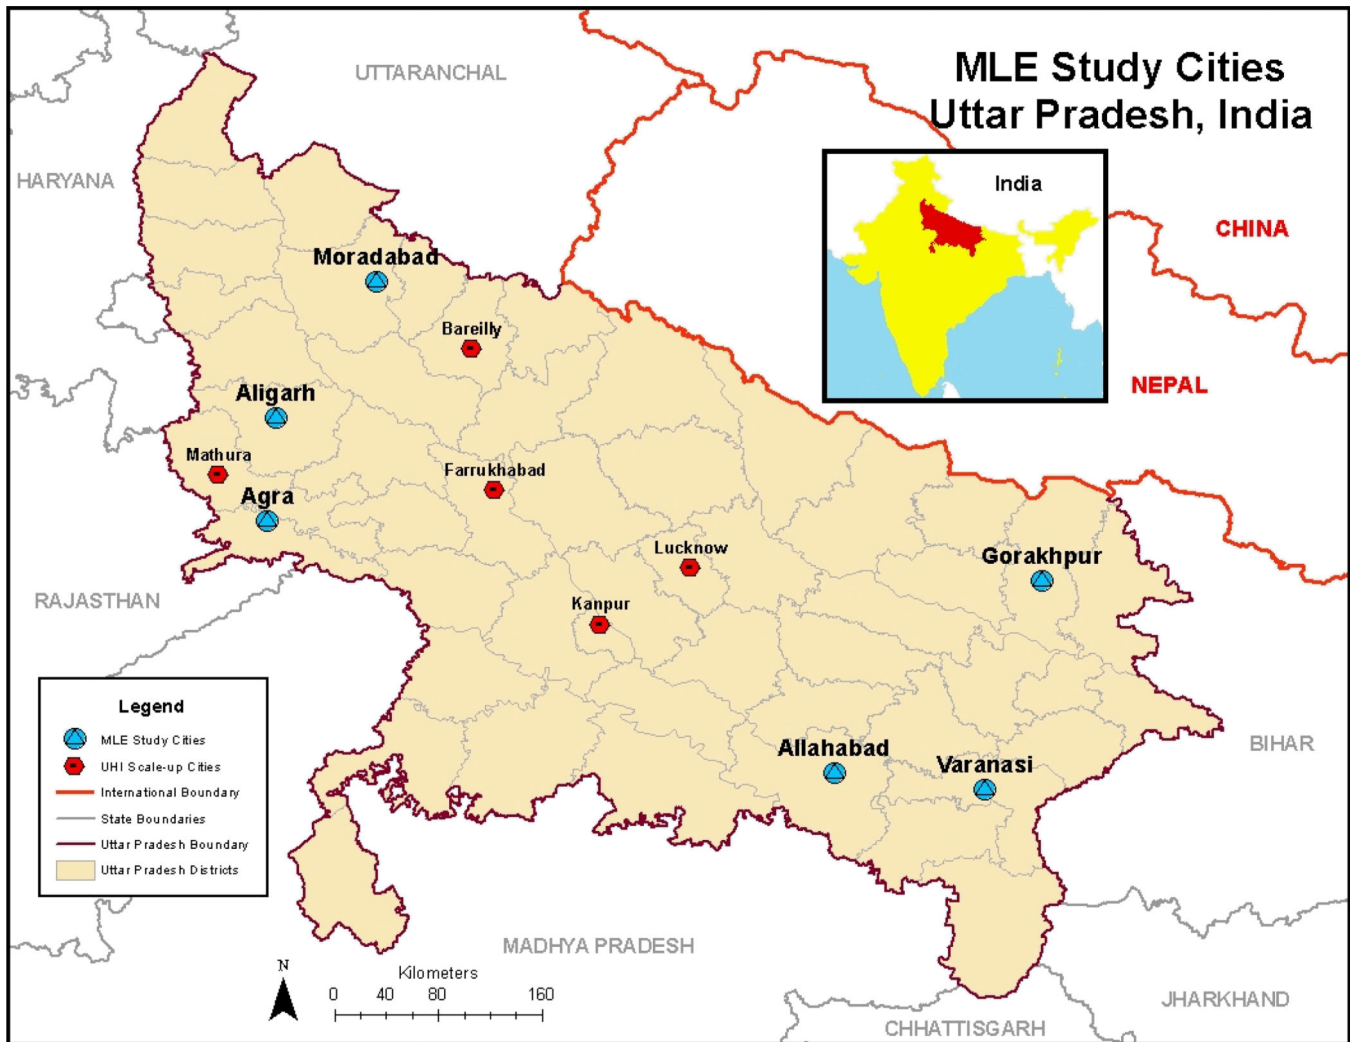 MLE Study Cities
Uttar Pradesh, India
UTTARANCHAL
HARYANA
India
CHINA
NEPAL
Moradabad
Bareilly
Aligarh
Mathura
Agra
Farrukhabad
Lucknow
Kanpur
Gorakhpur
RAJASTHAN
Allahabad
Varanasi
BIHAR
Legend
MLE Study Cities
UHI Scale-up Cities
International Boundary
State Boundaries
Uttar Pradesh Boundary
Uttar Pradesh Districts
MADHYA PRADESH
N
Kilometers
0 40 80 160
JHARKHAND
CHHATTISGARH